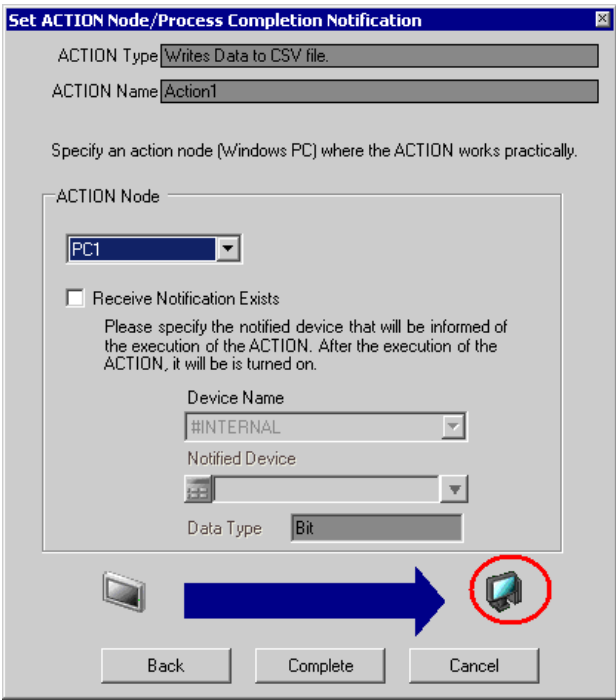 Set ACTION Node/Process Completion Notification
ACTION Type Writes Data to CSV file.
ACTION Name Action1
Specify an action node (Windows PC) where the ACTION works practically.
ACTION Node
PC1
Receive Notification Exists
Please specify the notified device that will be informed of
the execution of the ACTION. After the execution of the
ACTION, it will be is turned on.
Device Name
#INTERNAL
Notified Device
Data Type Bit
Back Complete Cancel